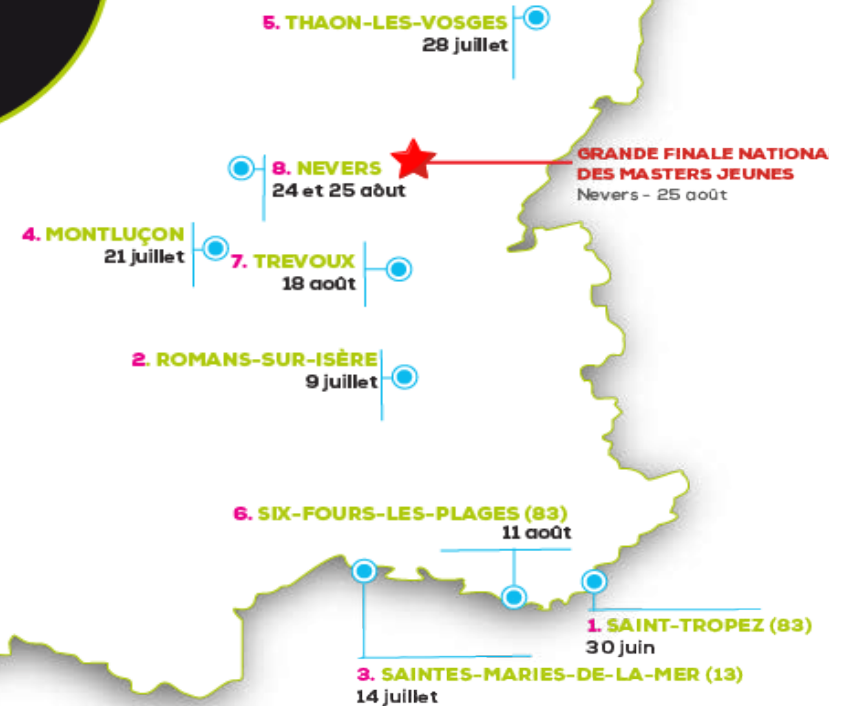 5. THAON-LES-VOSGES
28 juillet
8. NEVERS
24 et 25 aôut
GRANDE FINALE NATIONA
DES MASTERS JEUNES
Nevers - 25 août
4. MONTLUÇON
21 juillet
7. TREVOUX
18 août
2. ROMANS-SUR-ISÈRE
9 juillet
6. SIX-FOURS-LES-PLAGES (83)
11 août
1. SAINT-TROPEZ (83)
30 juin
3. SAINTES-MARIES-DE-LA-MER (13)
14 juillet